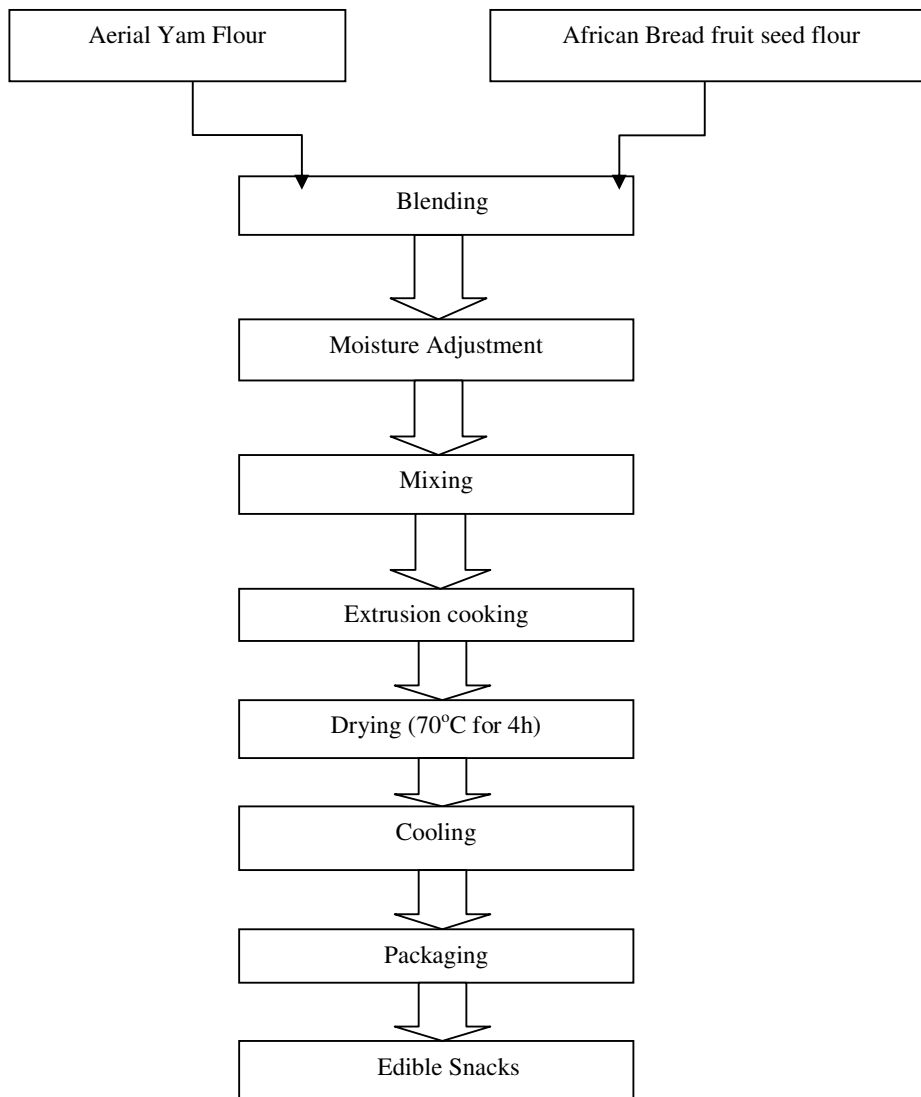 Aerial Yam Flour
African Bread fruit seed flour
Blending
Moisture Adjustment
Mixing
Extrusion cooking
Drying (70°C for 4h)
Cooling
Packaging
Edible Snacks